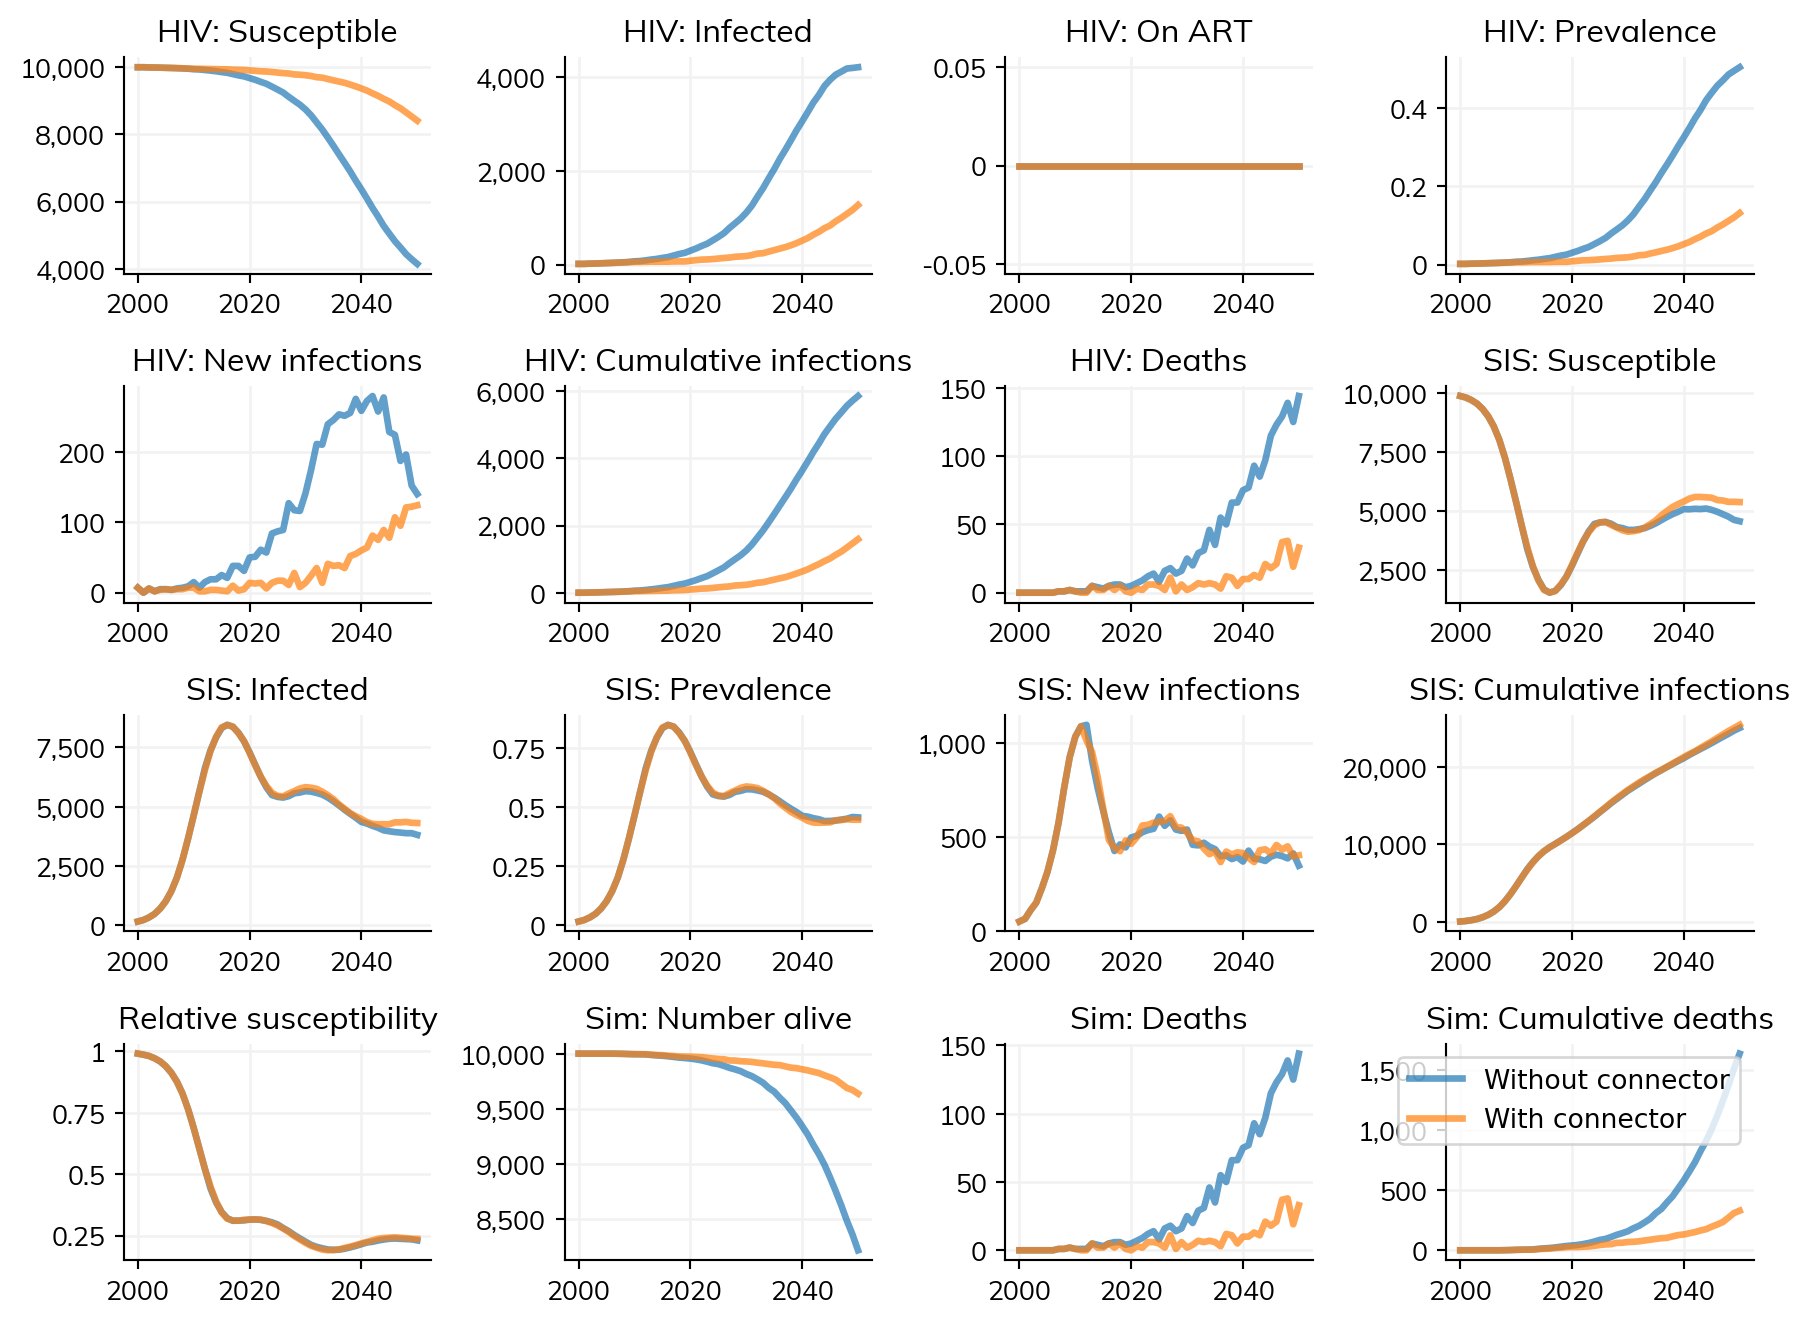 HIV: Susceptible
10,000
8,000
6,000
4,000
2000 2020 2040
HIV: Infected
4,000
2,000
0
2000 2020 2040
HIV: On ART
0.05
0
-0.05
2000 2020 2040
HIV: Prevalence
0.4
0.2
0
2000 2020 2040
HIV: New infections
200
100
0
2000 2020 2040
HIV: Cumulative infections
6,000
4,000
2,000
0
2000 2020 2040
HIV: Deaths
150
100
50
0
2000 2020 2040
SIS: Susceptible
10,000
7,500
5,000
2,500
2000 2020 2040
SIS: Infected
7,500
5,000
2,500
0
2000 2020 2040
SIS: Prevalence
0.75
0.5
0.25
0
2000 2020 2040
SIS: New infections
1,000
500
0
2000 2020 2040
SIS: Cumulative infections
20,000
10,000
0
2000 2020 2040
Relative susceptibility
1
0.75
0.5
0.25
2000 2020 2040
Sim: Number alive
10,000
9,500
9,000
8,500
2000 2020 2040
Sim: Deaths
150
100
50
0
2000 2020 2040
Sim: Cumulative deaths
1,500
1,000
500
0
2000 2020 2040
Without connector
With connector